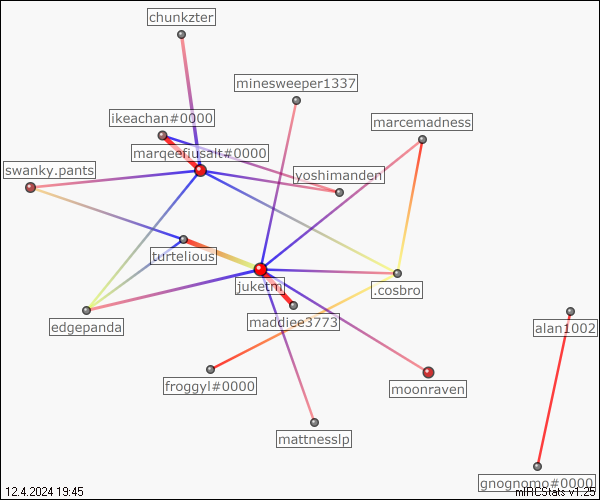 chunkzter
minesweeper1337
ikeachan#0000
marcemadness
marqeefiusalt#0000
swanky.pants
yoshimanden
turtelious
juketm
.cosbro
maddiee3773
edgepanda
alan1002
froggyl#0000
moonraven
mattnesslp
gnognomo#0000
12.4.2024 19:45
mIRCStats v1.25